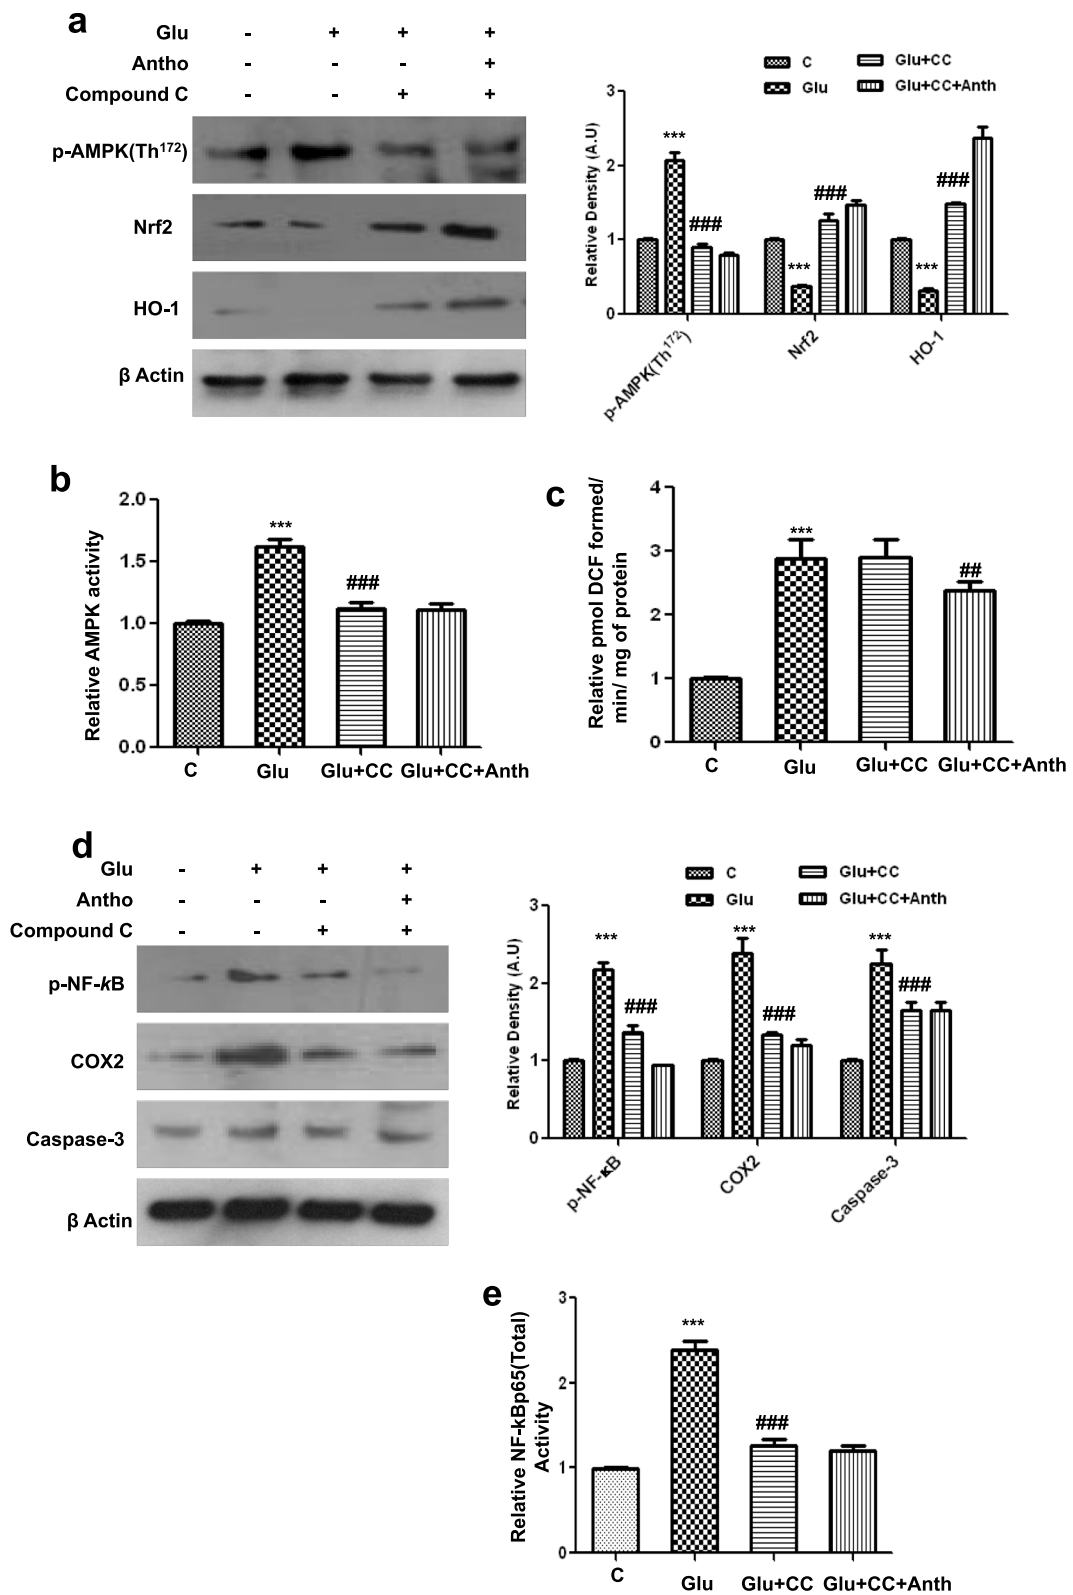 a
Glu - + + +
Antho - - - +
Compound C - - + +
p-AMPK(Th172)
Nrf2
HO-1
β Actin
C
Glu
Glu+CC
Glu+CC+Anth
Relative Density (A.U)
3
2
1
0
*** ###
*** ###
*** ###
p-AMPK(Th172)
Nrf2
HO-1
b
Relative AMPK activity
2.0
1.5
1.0
0.5
0.0
***
###
C Glu Glu+CC Glu+CC+Anth
c
Relative pmol DCF formed/
min/ mg of protein
4
3
2
1
0
***
##
C Glu Glu+CC Glu+CC+Anth
d
Glu - + + +
Antho - - - +
Compound C - - + +
p-NF-kB
COX2
Caspase-3
β Actin
C
Glu
Glu+CC
Glu+CC+Anth
Relative Density (A.U)
3
2
1
0
*** ###
*** ###
*** ###
p-NF-κB
COX2
Caspase-3
e
Relative NF-kBp65(Total)
Activity
3
2
1
0
***
###
C Glu Glu+CC Glu+CC+Anth